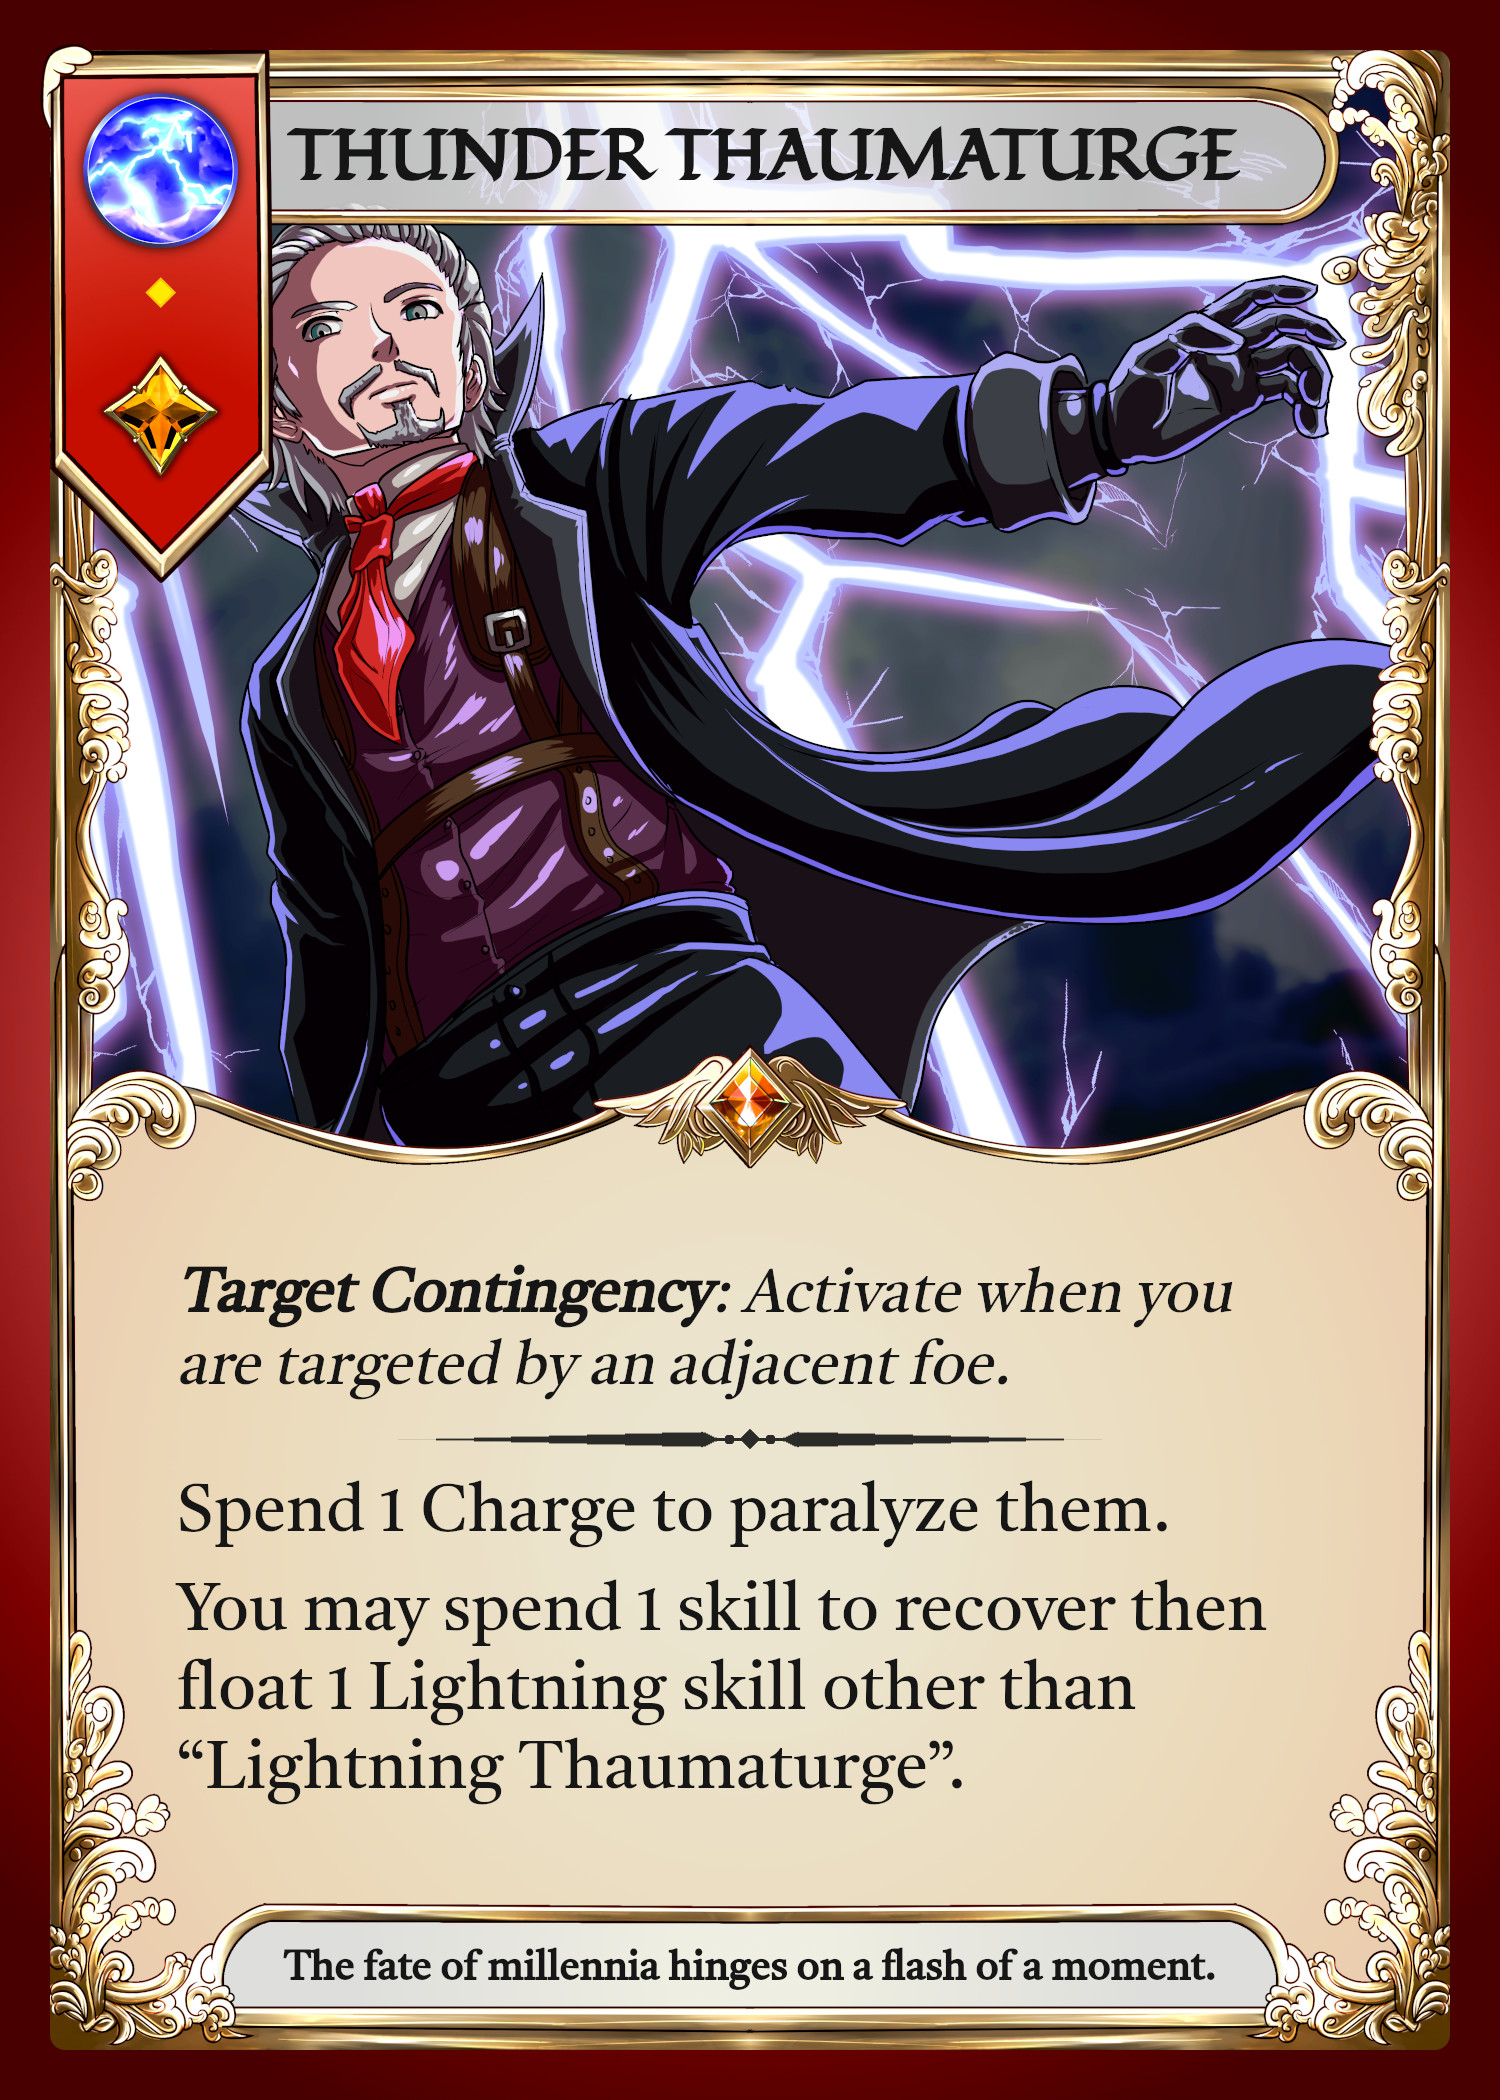 THUNDER THAUMATURGE
Target Contingency: Activate when you
are targeted by an adjacent foe.
Spend 1 Charge to paralyze them.
You may spend 1 skill to recover then
float 1 Lightning skill other than
“Lightning Thaumaturge”.
The fate of millennia hinges on a flash of a moment.